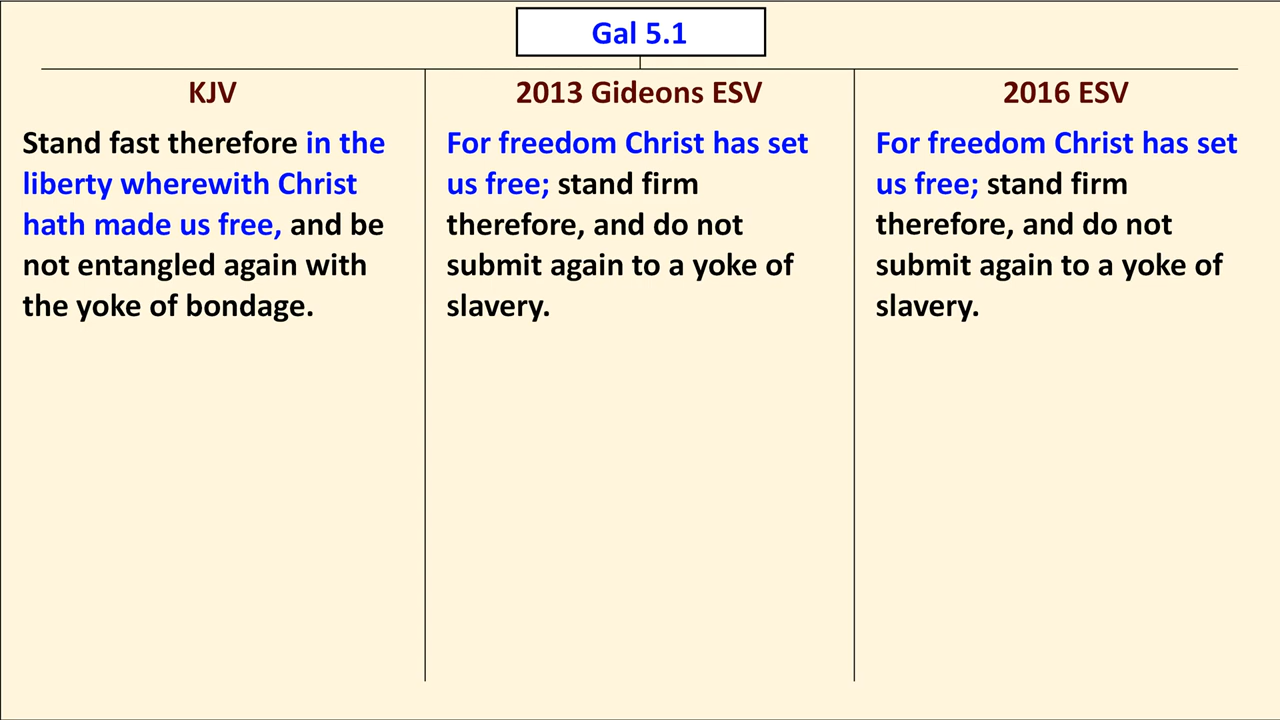 Gal 5.1
KJV
Stand fast therefore in the
liberty wherewith Christ
hath made us free, and be
not entangled again with
the yoke of bondage.
2013 Gideons ESV
For freedom Christ has set
us free; stand firm
therefore, and do not
submit again to a yoke of
slavery.
2016 ESV
For freedom Christ has set
us free; stand firm
therefore, and do not
submit again to a yoke of
slavery.